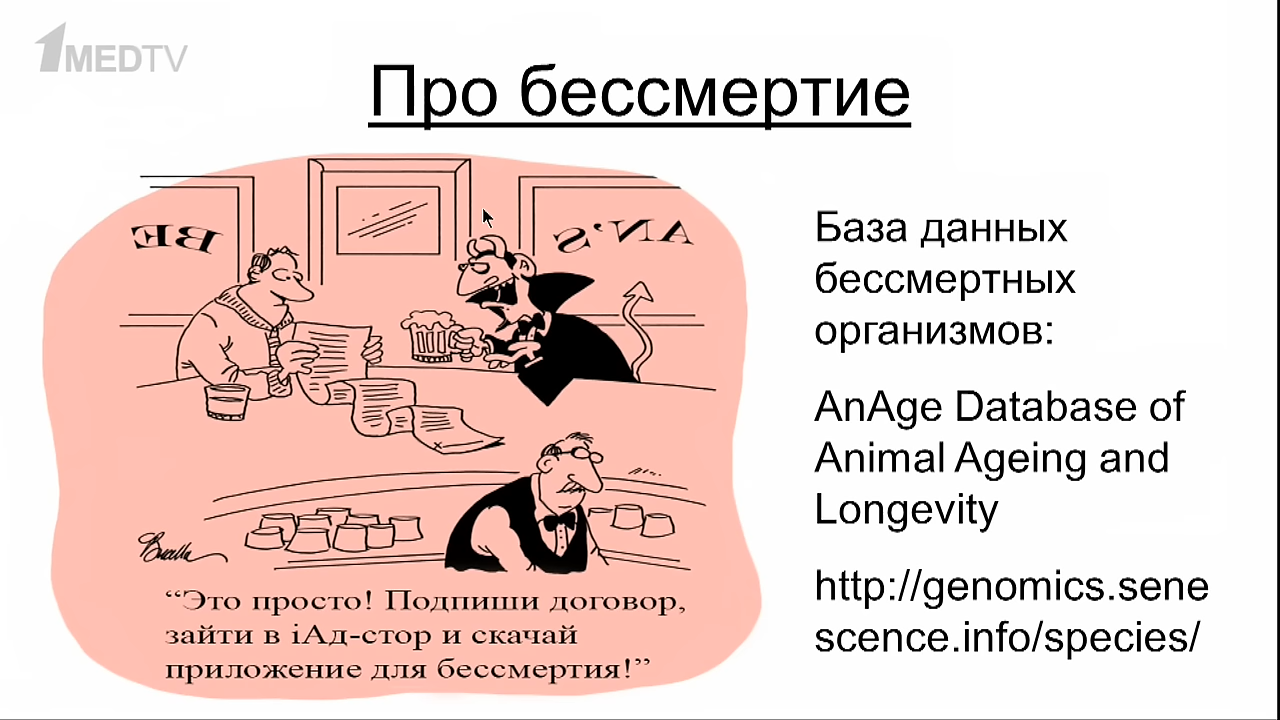 1MEDTV
Про бессмертие
BE
AN'S
База данных
бессмертных
организмов:
AnAge Database of
Animal Ageing and
Longevity
http://genomics.sene
scence.info/species/
“Это просто! Подпиши договор,
зайти в iАд-стор и скачай
приложение для бессмертия!”